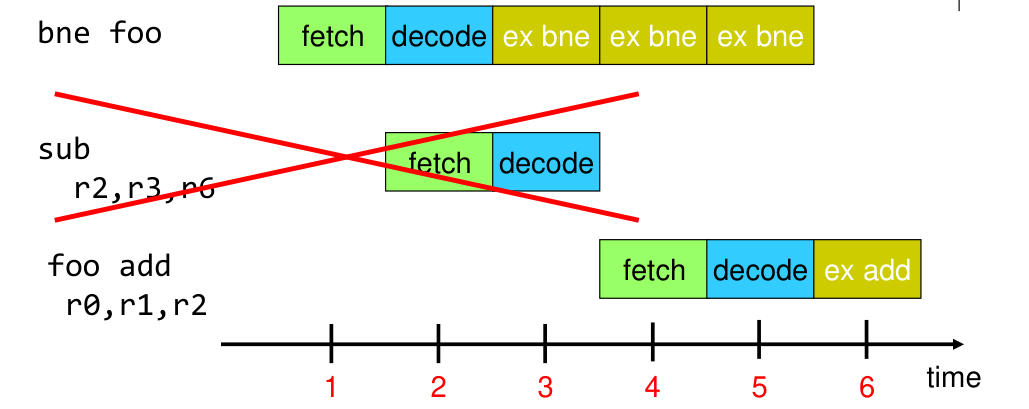 bne foo
fetch decode ex bne ex bne ex bne
sub
r2,r3,r6
fetch decode
foo add
r0,r1,r2
fetch decode ex add
1 2 3 4 5 6
time